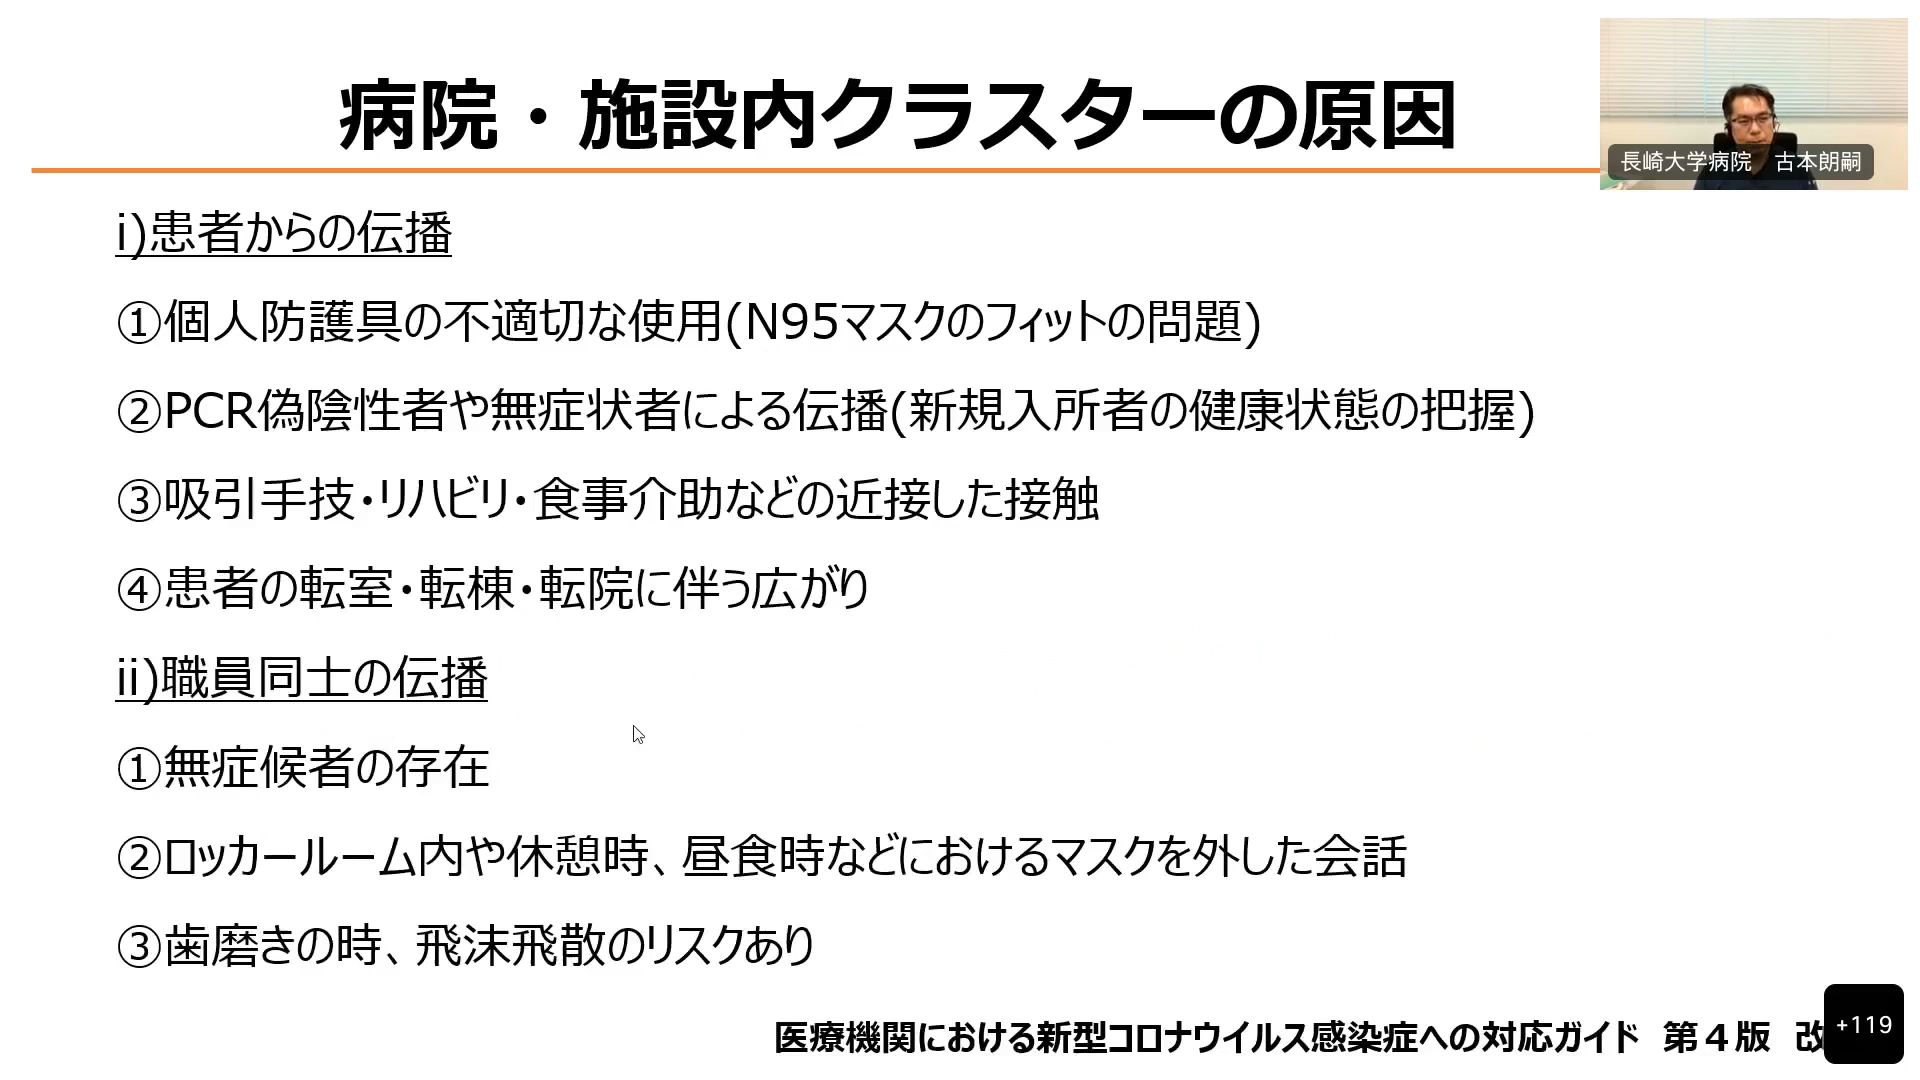 病院・施設内クラスターの原因
長崎大学病院　古本朗嗣
i)患者からの伝播
①個人防護具の不適切な使用(N95マスクのフィットの問題)
②PCR偽陰性者や無症状者による伝播(新規入所者の健康状態の把握)
③吸引手技・リハビリ・食事介助などの近接した接触
④患者の転室・転棟・転院に伴う広がり
ii)職員同士の伝播
①無症候者の存在
②ロッカールーム内や休憩時、昼食時などにおけるマスクを外した会話
③歯磨きの時、飛沫飛散のリスクあり
医療機関における新型コロナウイルス感染症への対応ガイド　第４版　改
+119